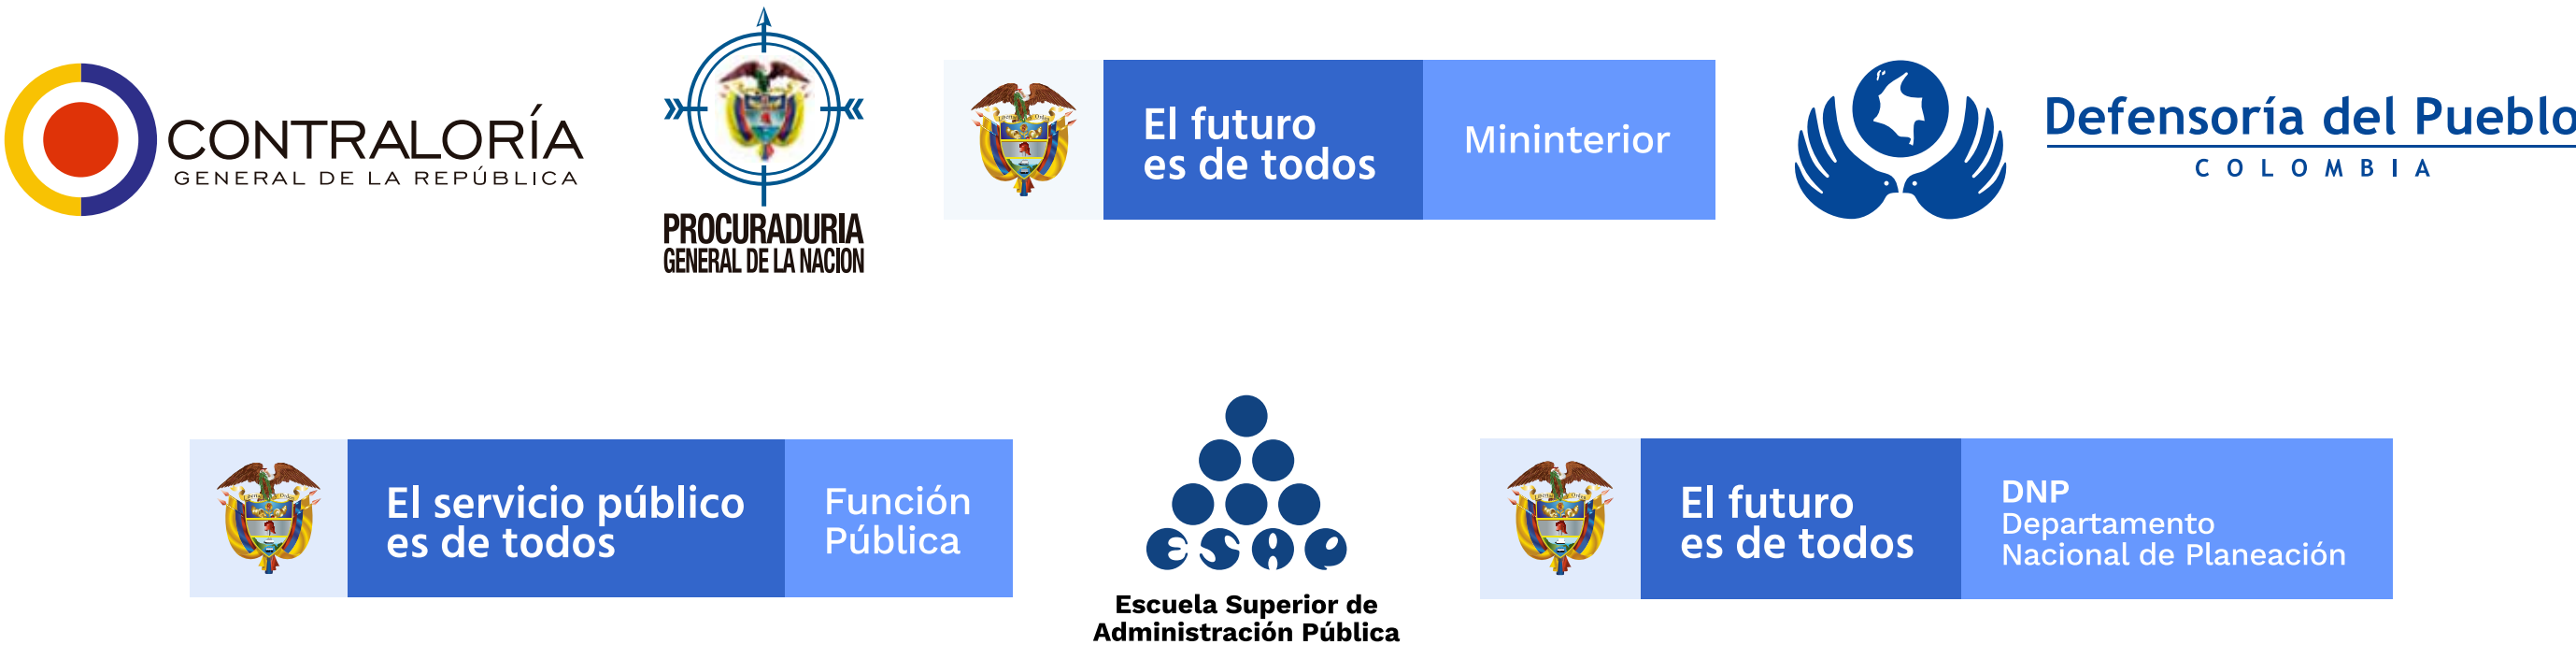 CONTRALORÍA
GENERAL DE LA REPÚBLICA
PROCURADURIA
GENERAL DE LA NACION
El futuro
es de todos
Mininterior
Defensoría del Pueblo
COLOMBIA
El servicio público
es de todos
Función
Pública
esap
Escuela Superior de
Administración Pública
El futuro
es de todos
DNP
Departamento
Nacional de Planeación